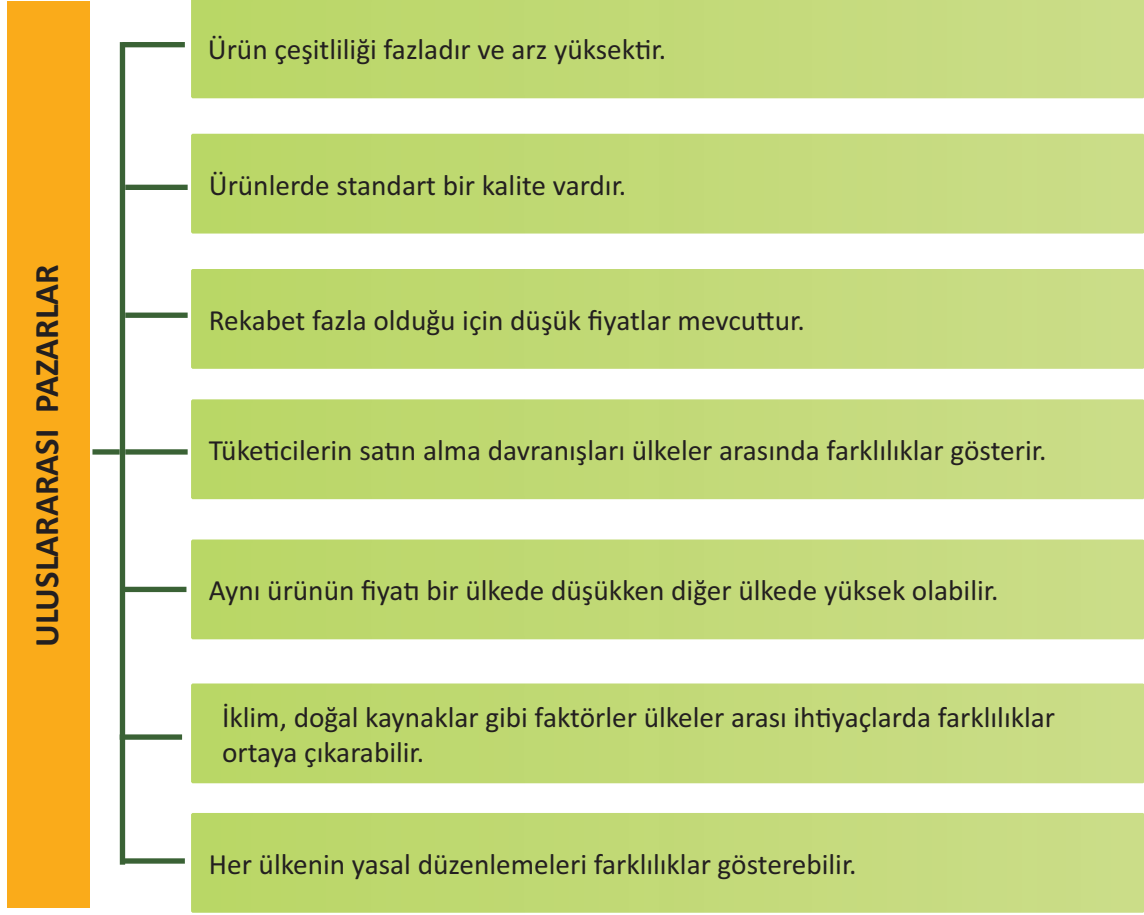 ULUSLARARASI PAZARLAR
Ürün çeşitliliği fazladır ve arz yüksektir.
Ürünlerde standart bir kalite vardır.
Rekabet fazla olduğu için düşük fiyatlar mevcuttur.
Tüketicilerin satın alma davranışları ülkeler arasında farklılıklar gösterir.
Aynı ürünün fiyatı bir ülkede düşükken diğer ülkede yüksek olabilir.
İklim, doğal kaynaklar gibi faktörler ülkeler arası ihtiyaçlarda farklılıklar
ortaya çıkarabilir.
Her ülkenin yasal düzenlemeleri farklılıklar gösterebilir.